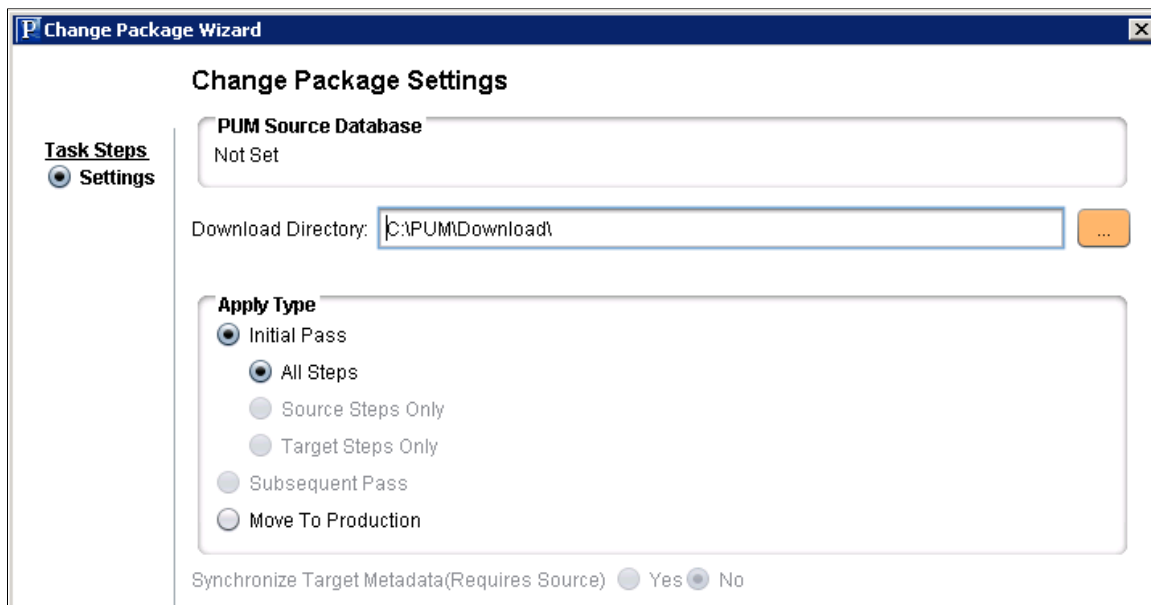 P Change Package Wizard
Change Package Settings
Task Steps
Settings
PUM Source Database
Not Set
Download Directory: C:\PUM\Download\ ...
Apply Type
Initial Pass
All Steps
Source Steps Only
Target Steps Only
Subsequent Pass
Move To Production
Synchronize Target Metadata(Requires Source) Yes No